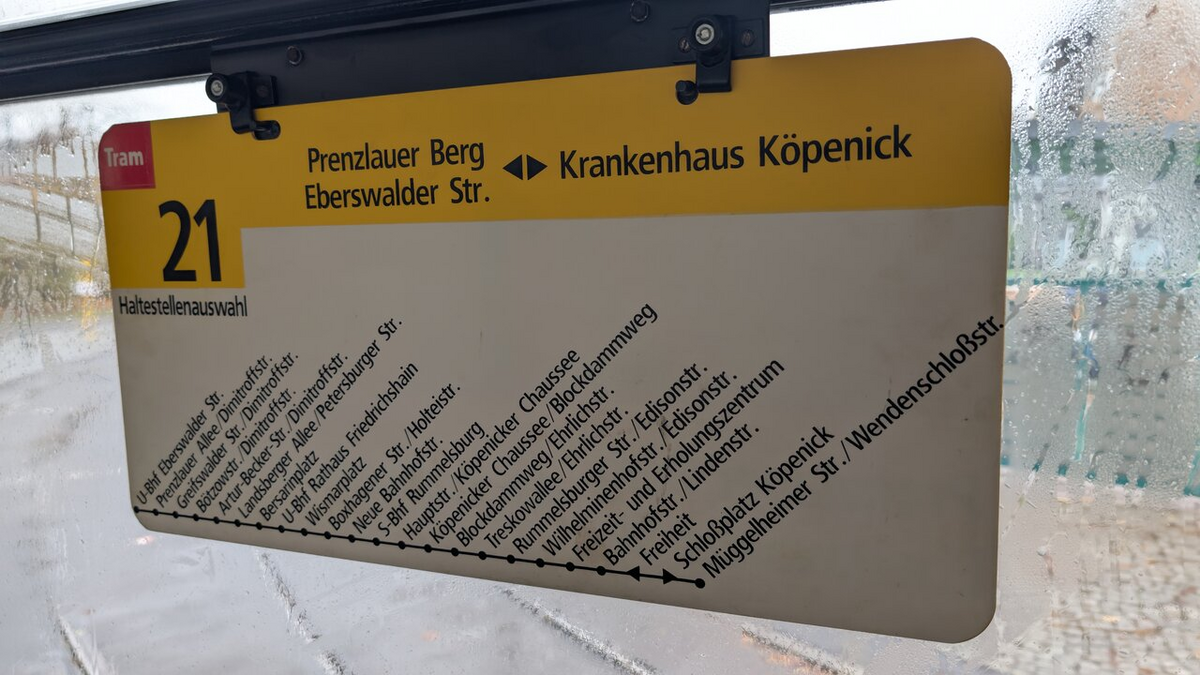 Tram
21
Prenzlauer Berg
Eberswalder Str.
Krankenhaus Köpenick
Haltestellenauswahl
U-Bhf Eberswalder Str.
Prenzlauer Allee/Dimitroffstr.
Greifswalder Str./Dimitroffstr.
Bötzowstr./Dimitroffstr.
Artur-Becker-Str./Dimitroffstr.
Landsberger Allee/Petersburger Str.
Bersarinplatz
U-Bhf Rathaus Friedrichshain
Wismarplatz
Boxhagener Str./Holteistr.
Neue Bahnhofstr.
S-Bhf Rummelsburg
Hauptstr./Köpenicker Chaussee
Köpenicker Chaussee/Blockdammweg
Blockdammweg/Ehrlichstr.
Treskowallee/Ehrlichstr.
Rummelsburger Str./Edisonstr.
Wilhelminenhofstr./Edisonstr.
Freizeit- und Erholungszentrum
Bahnhofstr./Lindenstr.
Freiheit
Schloßplatz Köpenick
Müggelheimer Str./Wendenschloßstr.